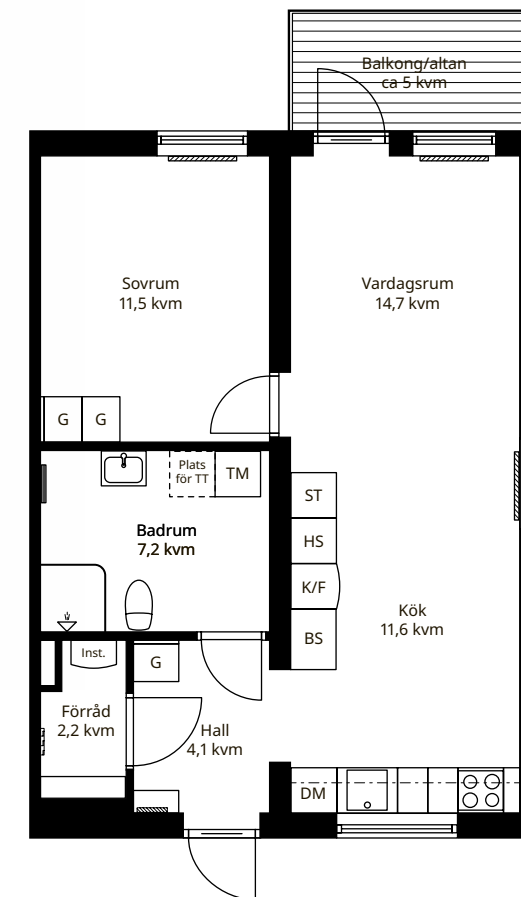 Balkong/altan
ca 5 kvm
Sovrum
11,5 kvm
Vardagsrum
14,7 kvm
G
G
Plats
för TT
TM
ST
Badrum
7,2 kvm
HS
K/F
Kök
11,6 kvm
BS
Inst.
G
Förråd
2,2 kvm
Hall
4,1 kvm
DM